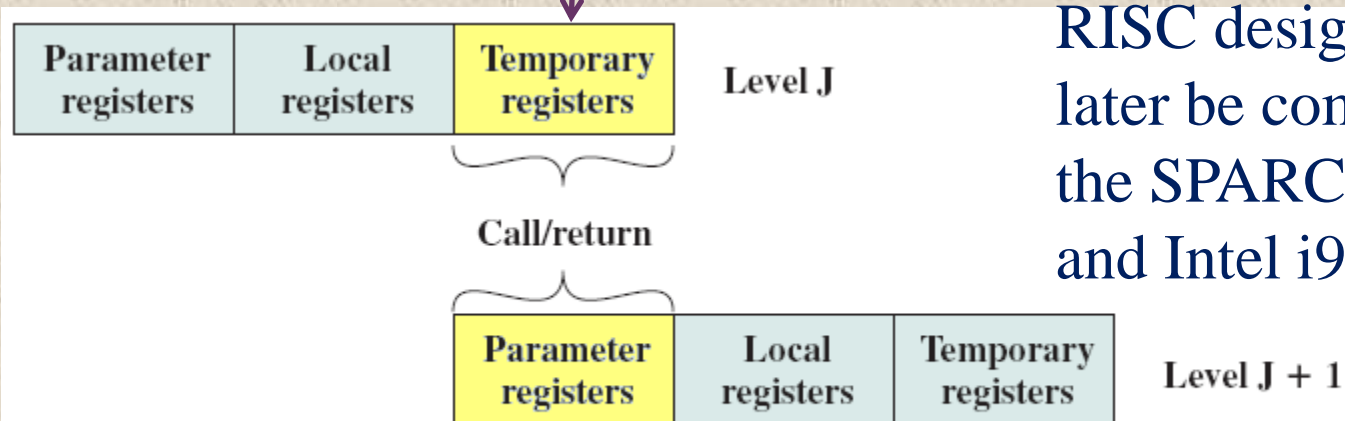 Parameter registers
Local registers
Temporary registers
Level J
Call/return
Parameter registers
Local registers
Temporary registers
Level J + 1
RISC desig
later be con
the SPARC
and Intel i9